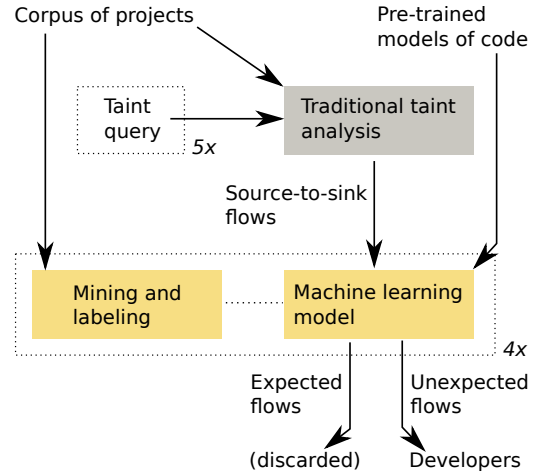 Corpus of projects
Pre-trained
models of code
Taint
query
5x
Traditional taint
analysis
Source-to-sink
flows
Mining and
labeling
Machine learning
model
4x
Expected
flows
Unexpected
flows
(discarded)
Developers